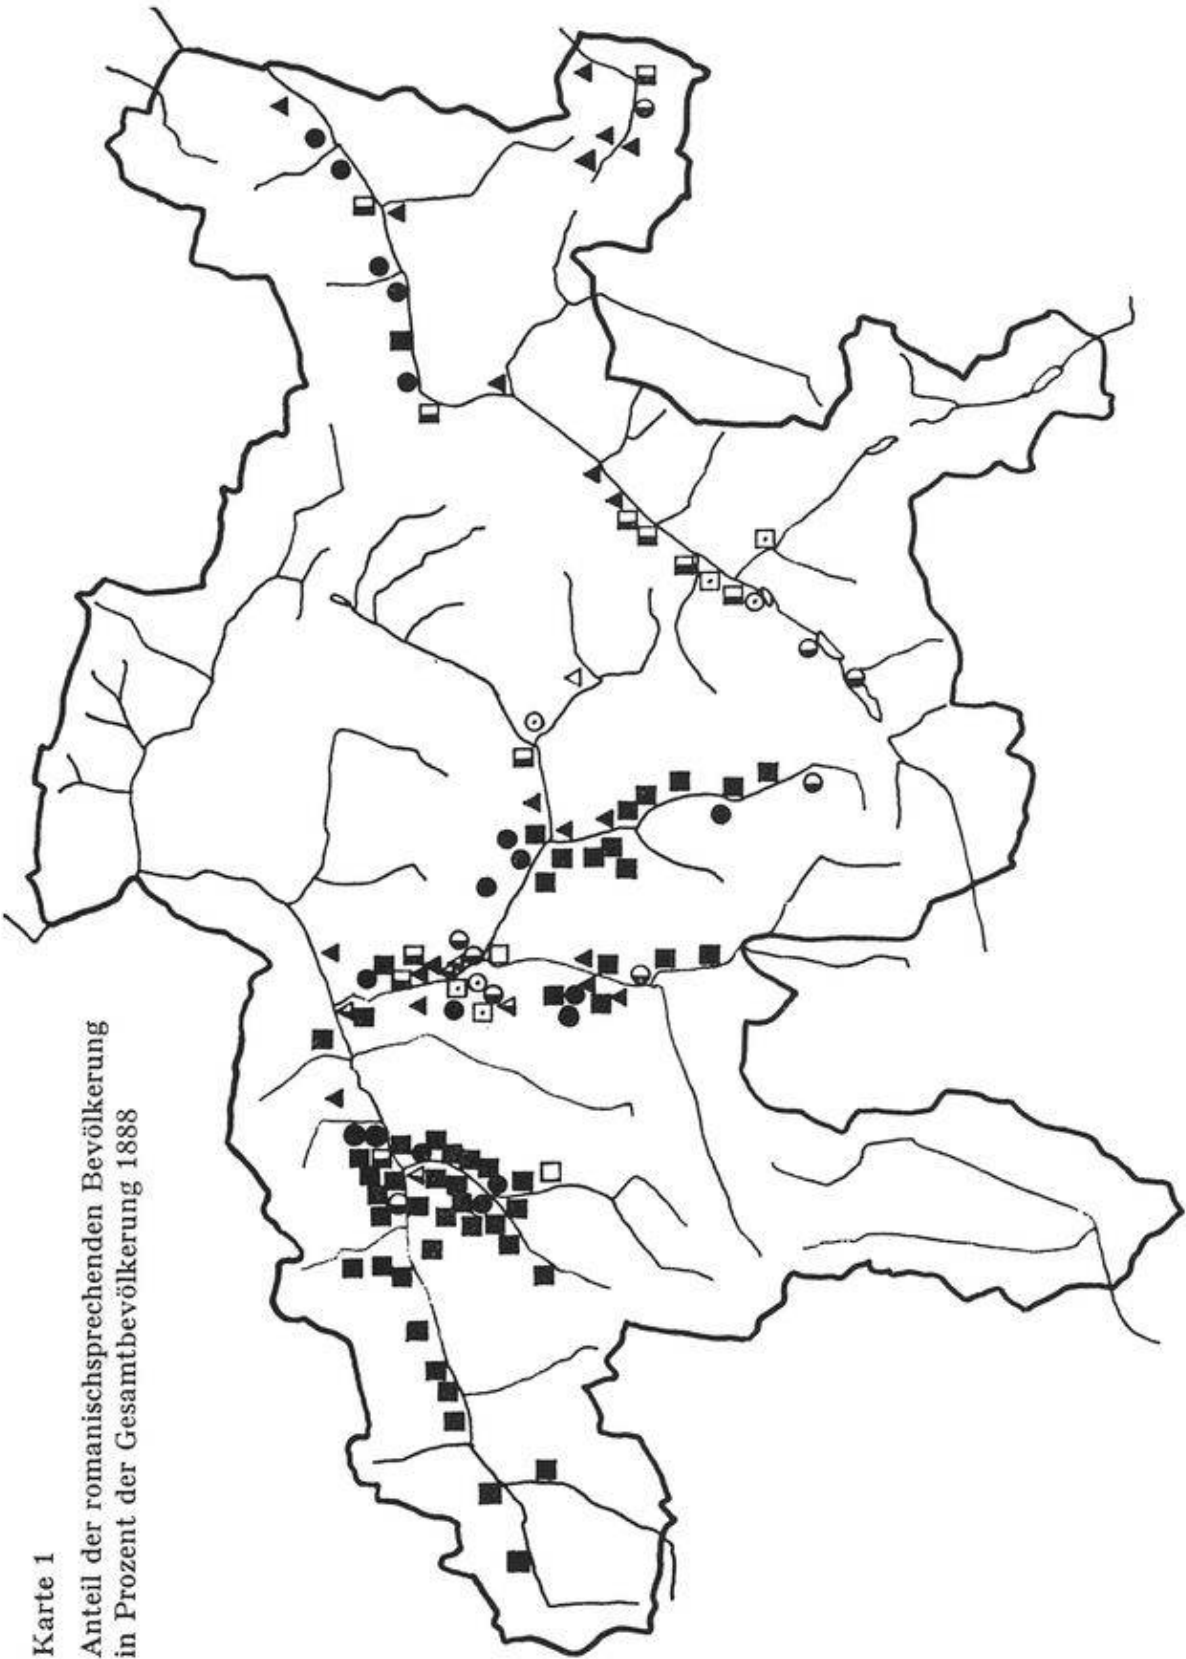 Karte 1
Anteil der romanischsprechenden Bevölkerung
in Prozent der Gesamtbevölkerung 1888